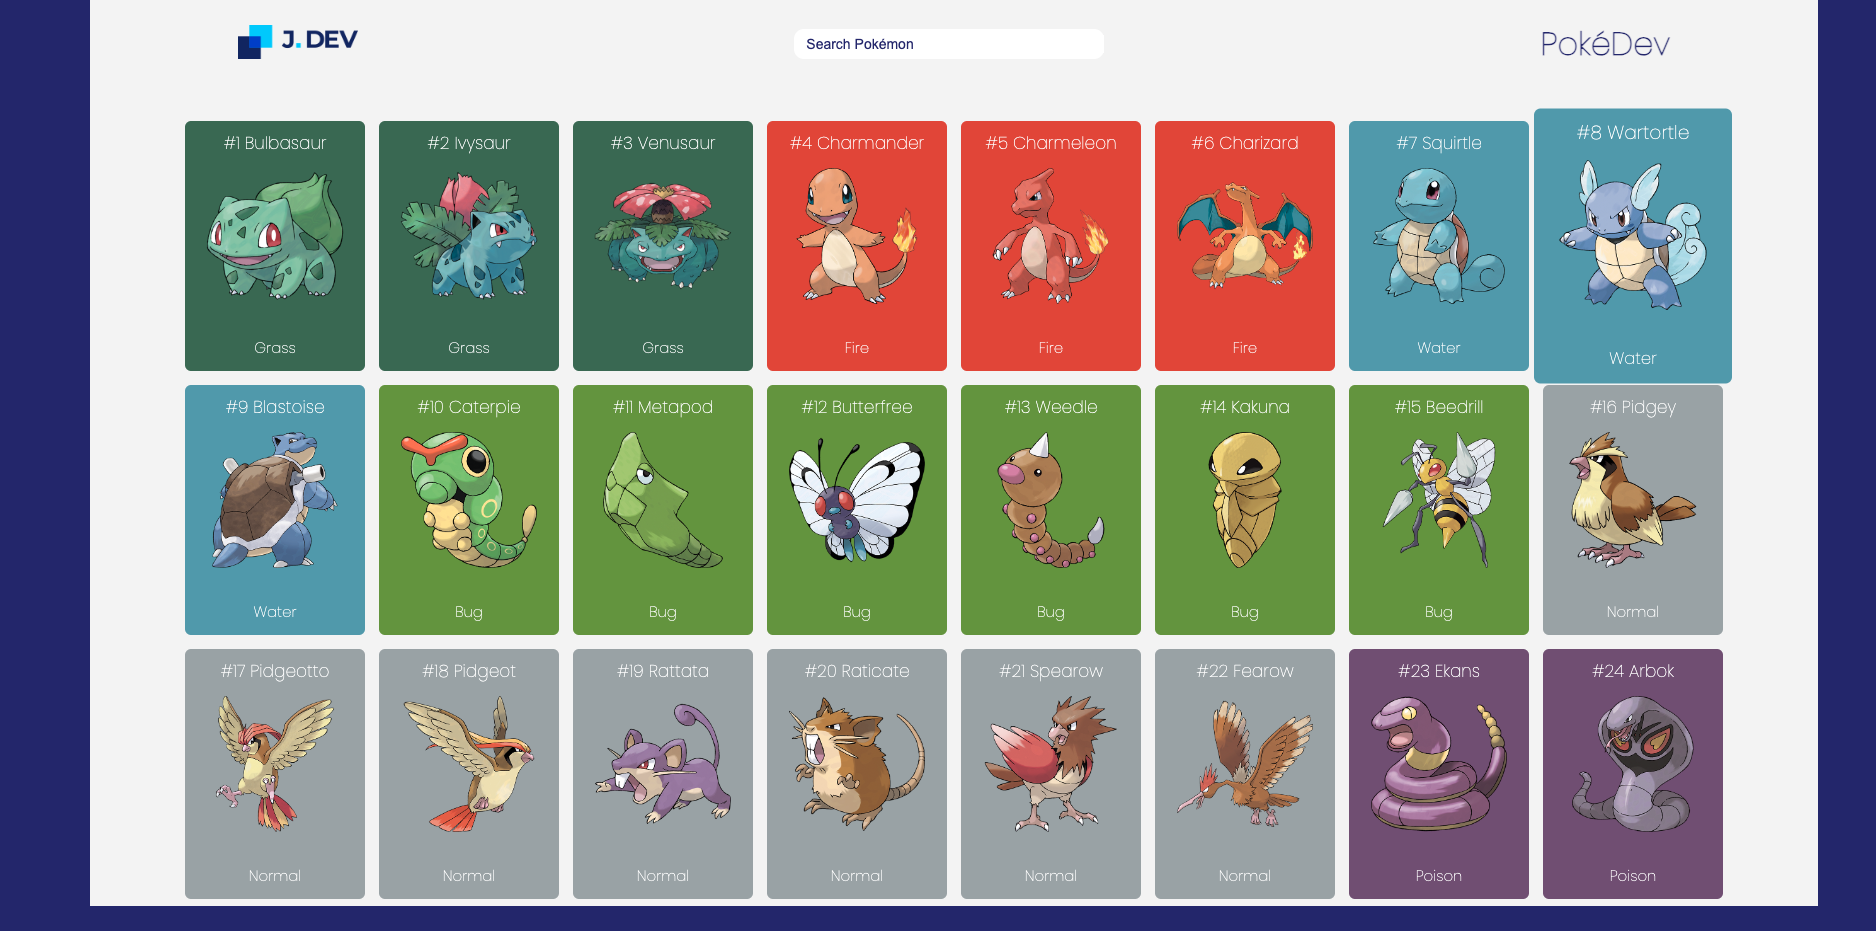 J. DEV
Search Pokémon
PokéDev
#1 Bulbasaur
#2 Ivysaur
#3 Venusaur
#4 Charmander
#5 Charmeleon
#6 Charizard
#7 Squirtle
#8 Wartortle
Grass
Grass
Grass
Fire
Fire
Fire
Water
Water
#9 Blastoise
#10 Caterpie
#11 Metapod
#12 Butterfree
#13 Weedle
#14 Kakuna
#15 Beedrill
#16 Pidgey
Water
Bug
Bug
Bug
Bug
Bug
Bug
Normal
#17 Pidgeotto
#18 Pidgeot
#19 Rattata
#20 Raticate
#21 Spearow
#22 Fearow
#23 Ekans
#24 Arbok
Normal
Normal
Normal
Normal
Normal
Normal
Poison
Poison